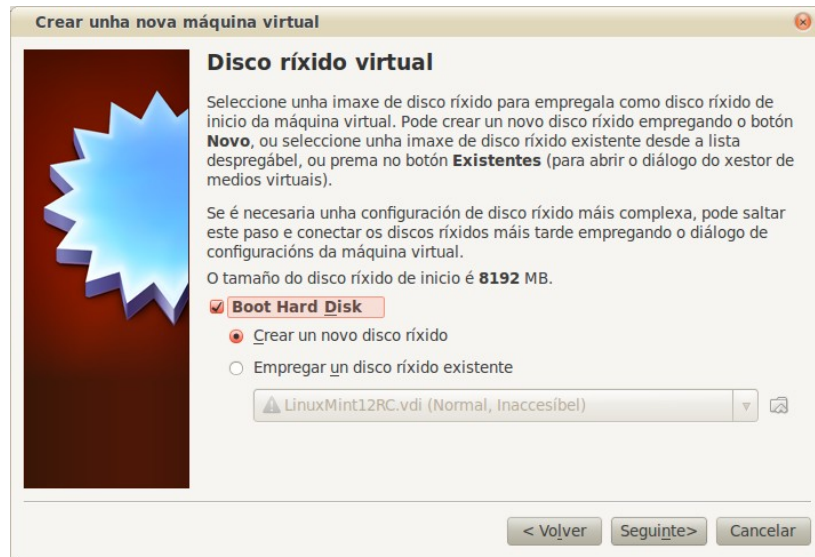 Crear unha nova máquina virtual
Disco ríxido virtual
Seleccione unha imaxe de disco ríxido para empregala como disco ríxido de
inicio da máquina virtual. Pode crear un novo disco ríxido empregando o botón
Novo, ou seleccione unha imaxe de disco ríxido existente desde a lista
despregábel, ou prema no botón Existentes (para abrir o diálogo do xestor de
medios virtuais).
Se é necesaria unha configuración de disco ríxido máis complexa, pode saltar
este paso e conectar os discos ríxidos máis tarde empregando o diálogo de
configuracións da máquina virtual.
O tamaño do disco ríxido de inicio é 8192 MB.
Boot Hard Disk
Crear un novo disco ríxido
Empregar un disco ríxido existente
LinuxMint12RC.vdi (Normal, Inaccesíbel)
< Volver Seguinte> Cancelar